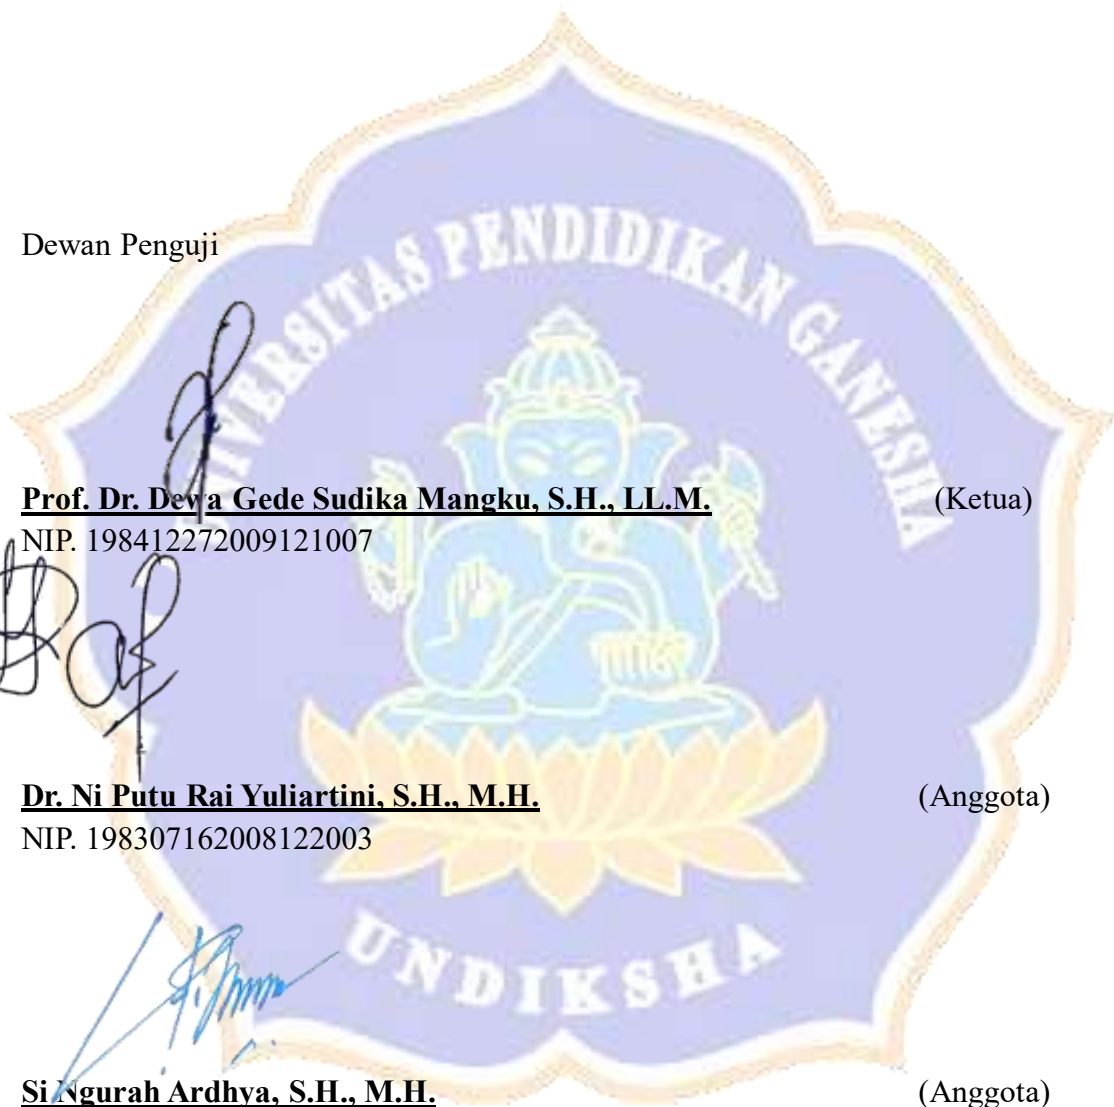 UNIVERSITAS PENDIDIKAN GANESHA
Dewan Penguji
Prof. Dr. Dewa Gede Sudika Mangku, S.H., LL.M. (Ketua)
NIP. 198412272009121007
Dr. Ni Putu Rai Yuliartini, S.H., M.H. (Anggota)
NIP. 198307162008122003
UNDIKSHA
Si Ngurah Ardhya, S.H., M.H. (Anggota)